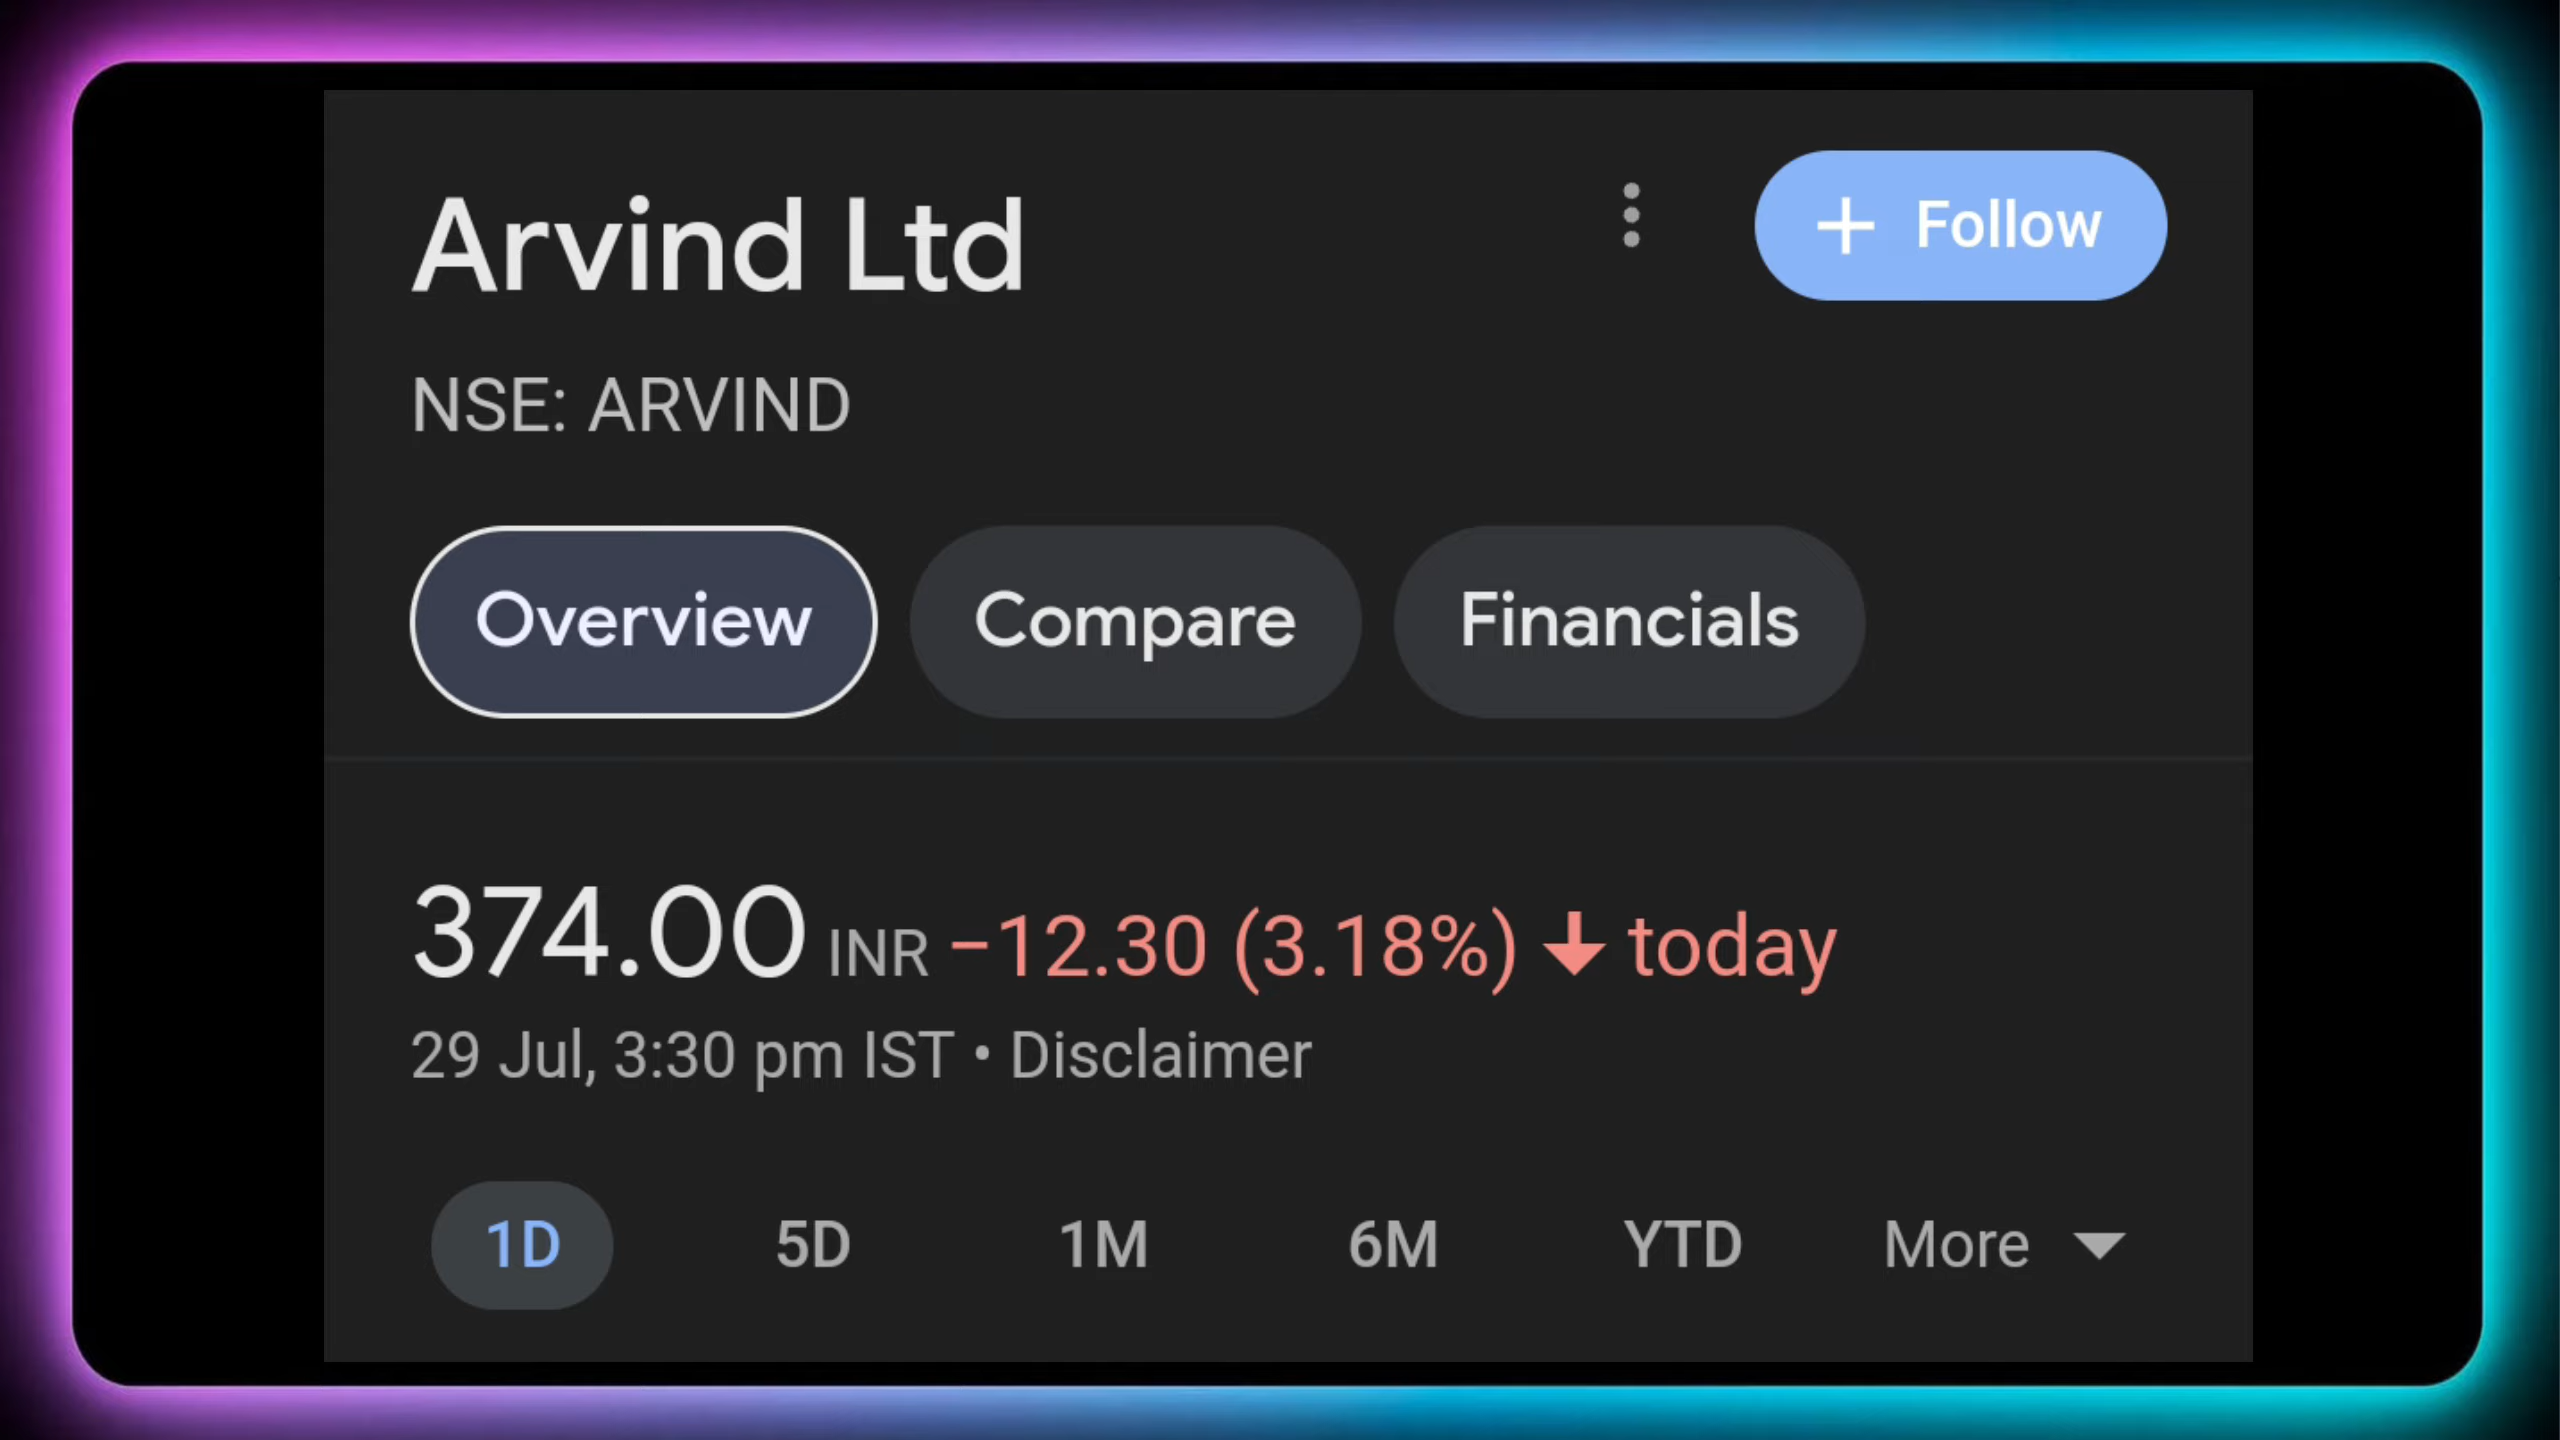 Arvind Ltd
+ Follow
NSE: ARVIND
Overview Compare Financials
374.00 INR −12.30 (3.18%) ↓ today
29 Jul, 3:30 pm IST • Disclaimer
1D 5D 1M 6M YTD More